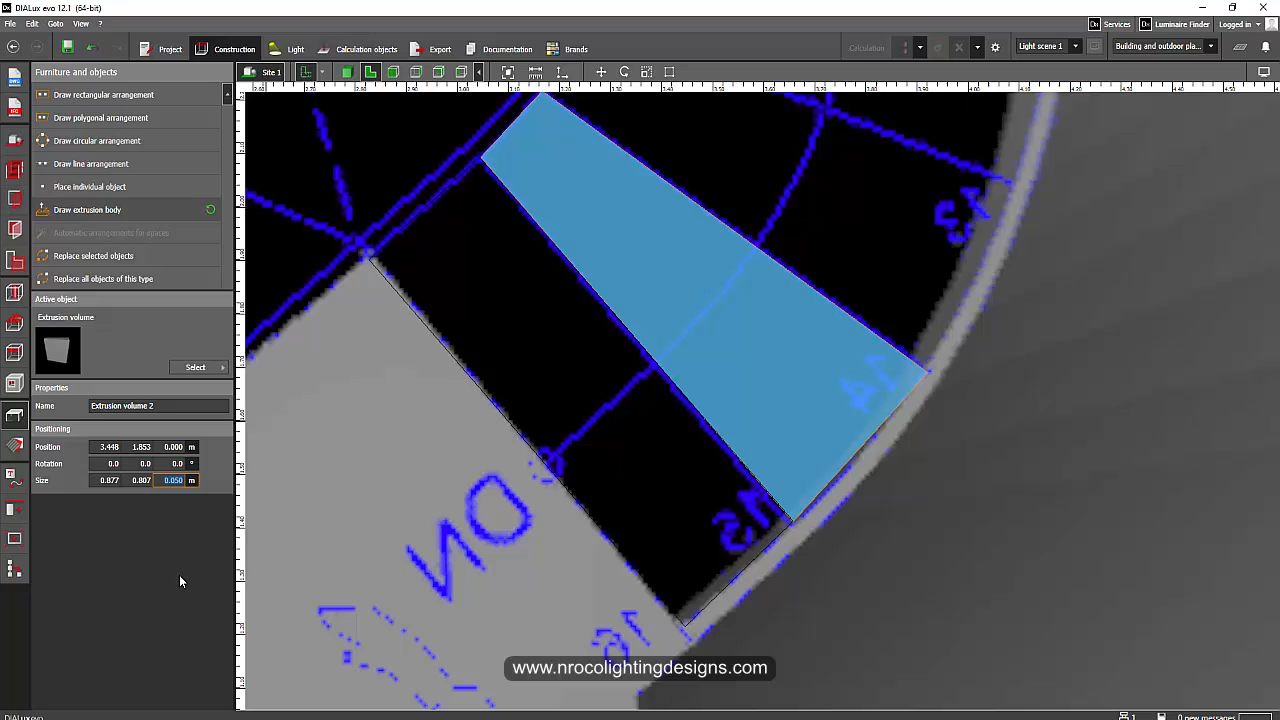 DIALux evo 12.1 (64-bit)
File Edit Goto View ?
Services Luminaire Finder Logged in
Project Construction Light Calculation objects Export Documentation Brands Calculation Light scene 1 Building and outdoor pla...
Furniture and objects
Site 1
Draw rectangular arrangement
Draw polygonal arrangement
Draw circular arrangement
Draw line arrangement
Place individual object
Draw extrusion body
Automatic arrangements for spaces
Replace selected objects
Replace all objects of this type
Active object
Extrusion volume
Select
Properties
Name Extrusion volume 2
Positioning
Position 3.448 1.853 0.000 m
Rotation 0.0 0.0 0.0 °
Size 0.877 0.807 0.050 m
www.nrocolightingdesigns.com
DIALux evo
0 new messages